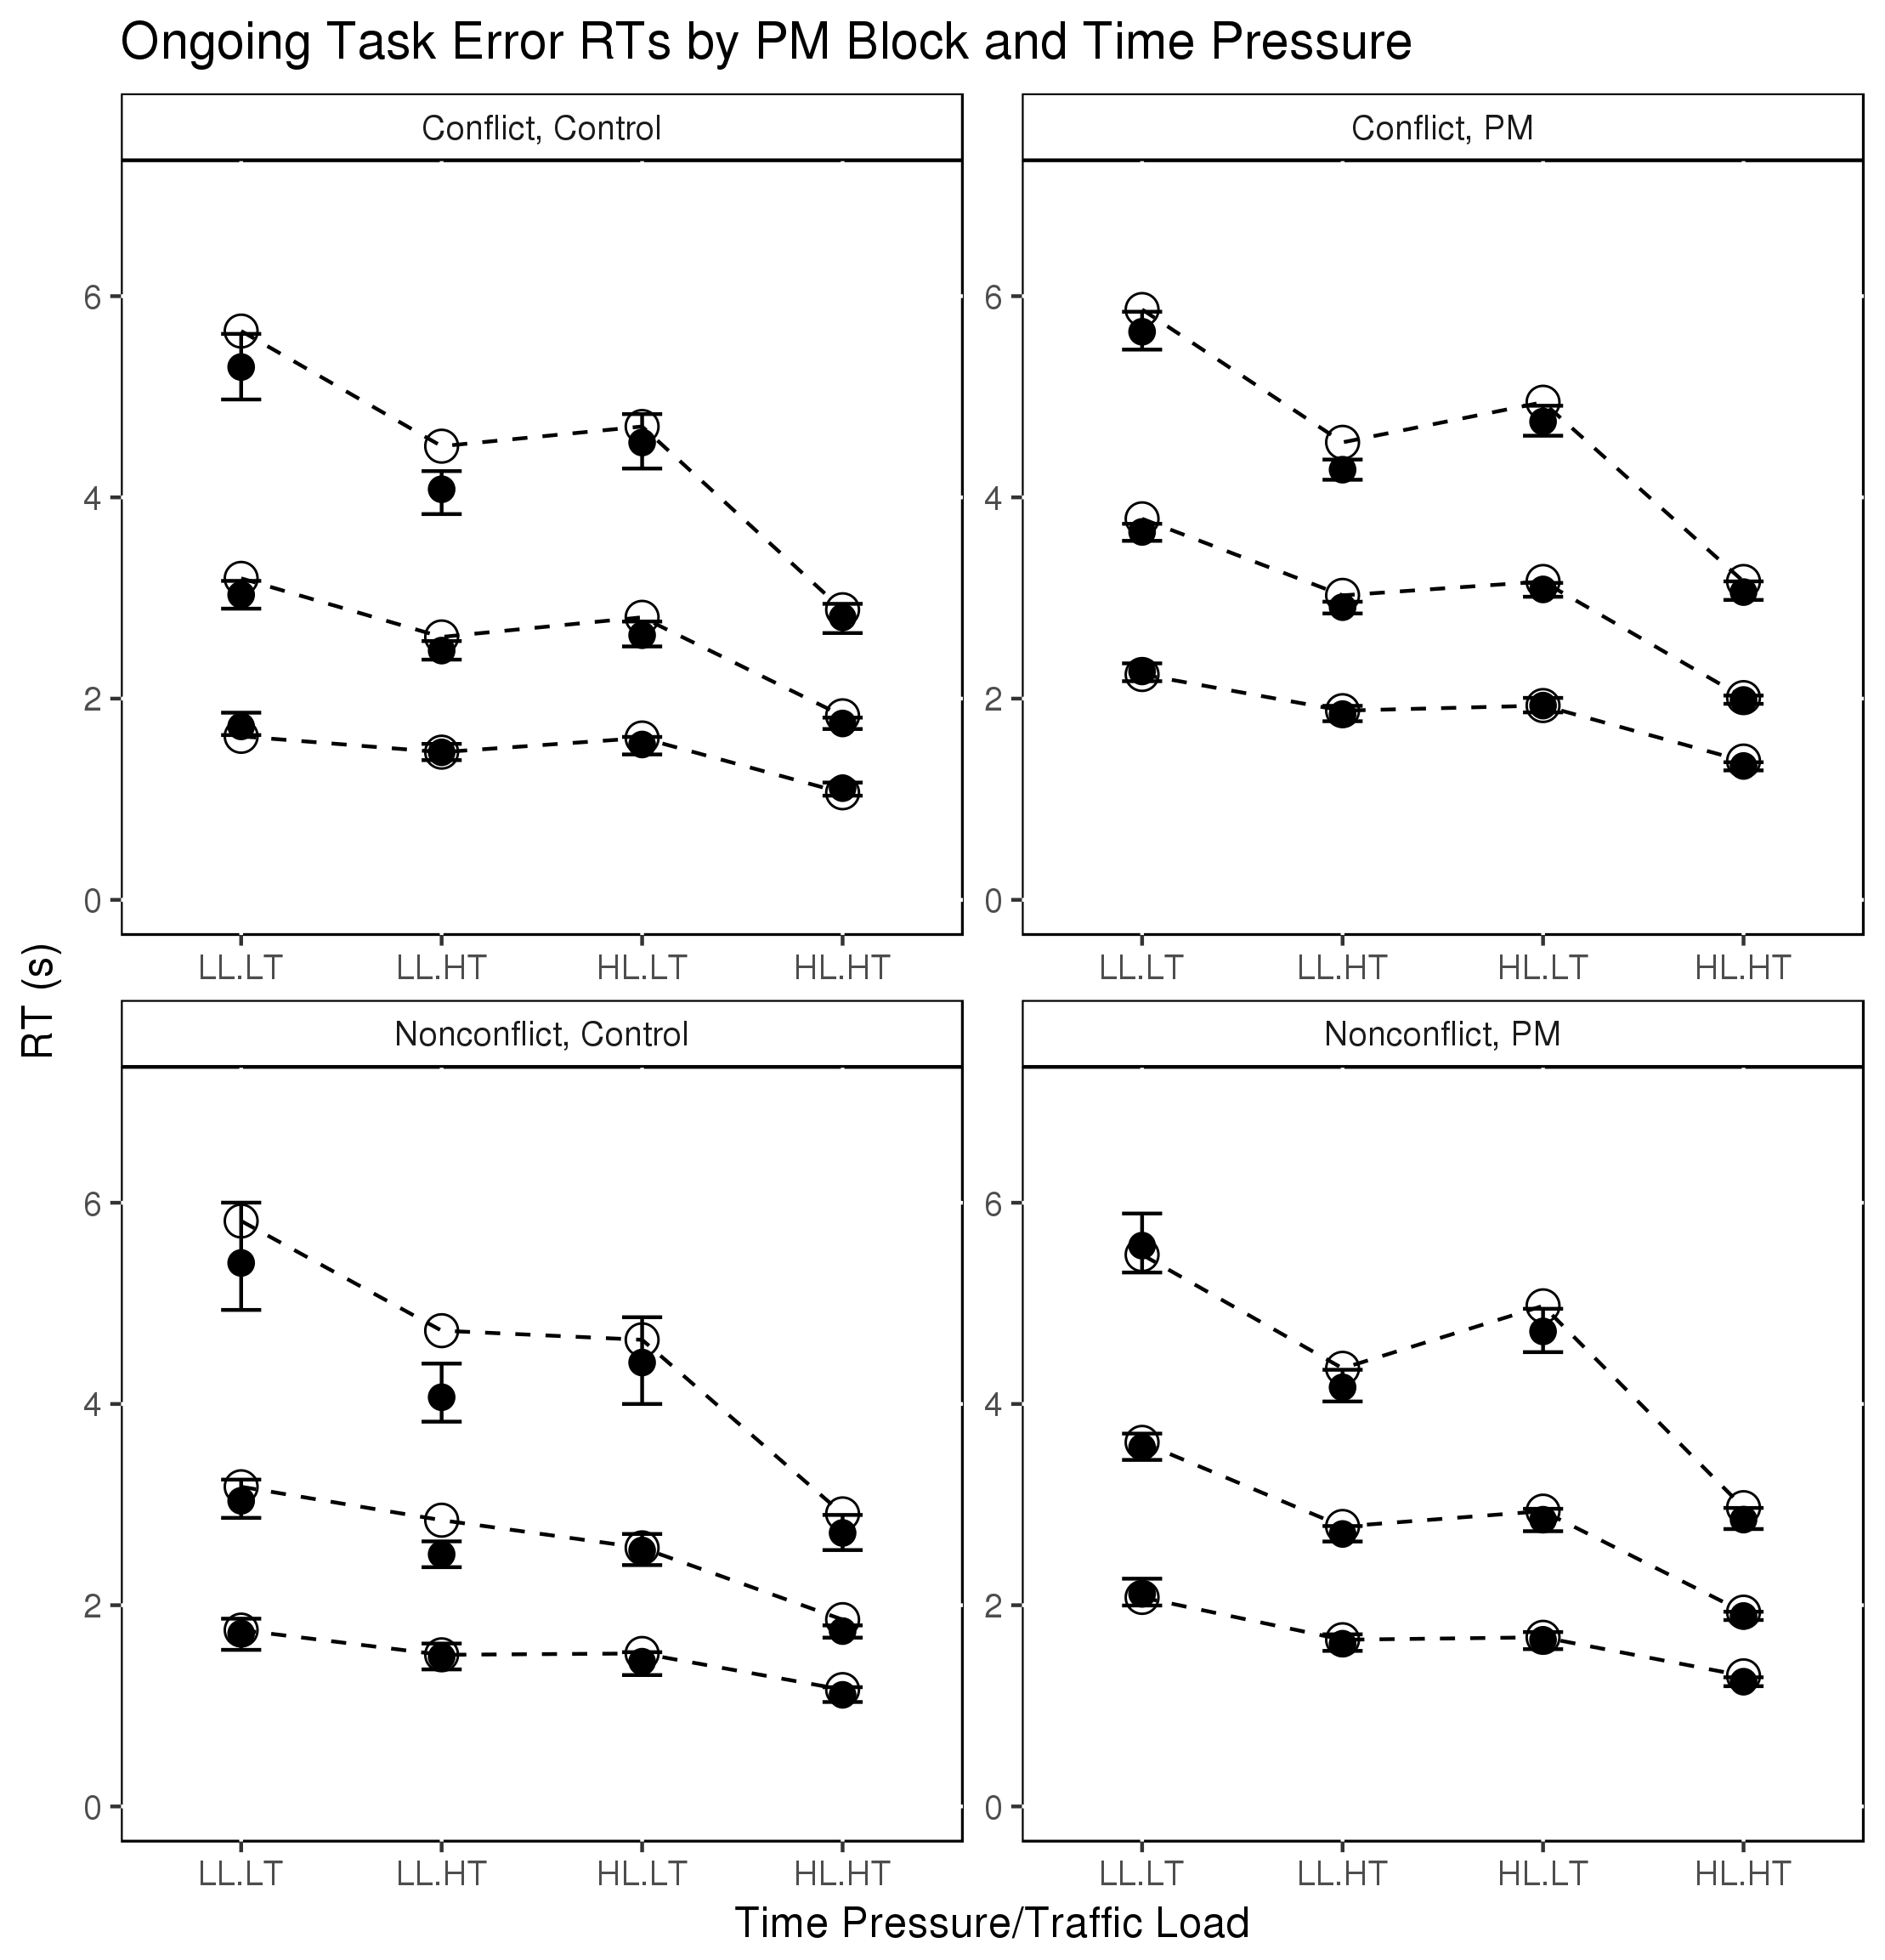 Ongoing Task Error RTs by PM Block and Time Pressure
Conflict, Control
Conflict, PM
6
4
2
0
6
4
2
0
LL.LT LL.HT HL.LT HL.HT
LL.LT LL.HT HL.LT HL.HT
RT (s)
Nonconflict, Control
Nonconflict, PM
6
4
2
0
6
4
2
0
LL.LT LL.HT HL.LT HL.HT
LL.LT LL.HT HL.LT HL.HT
Time Pressure/Traffic Load